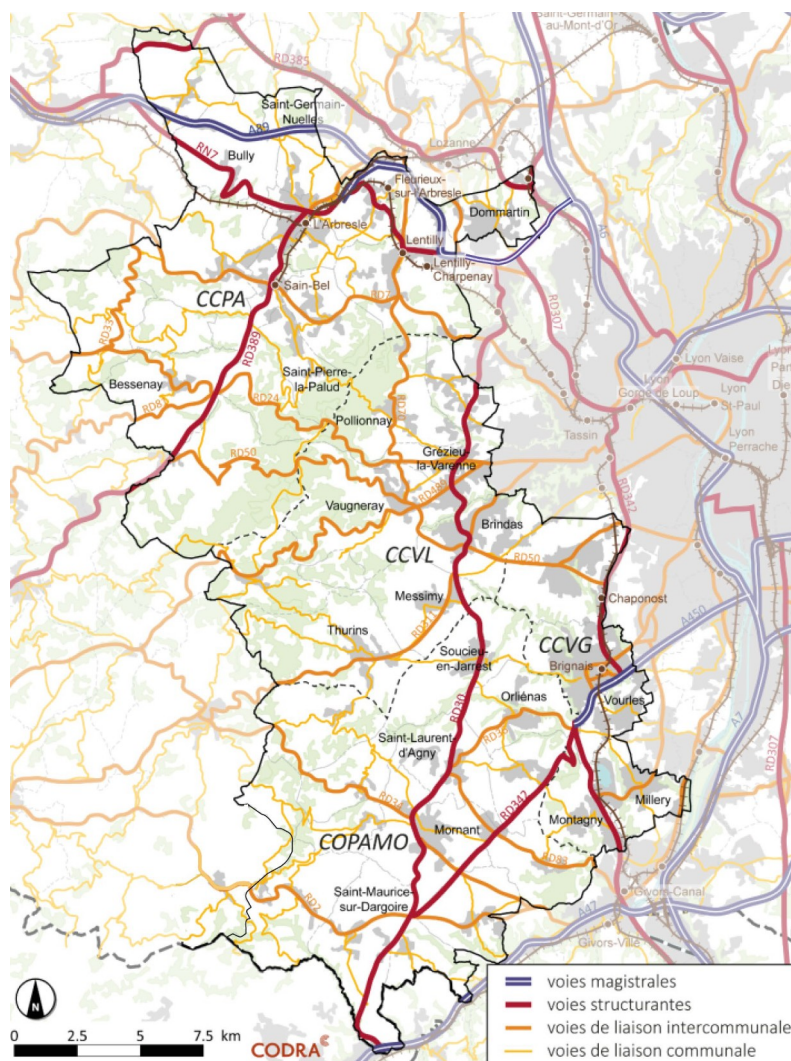 Saint-Germain-
au-Mont-d'Or
RD385
Saint-Germain-
Nuelles
A89
Lozanne
RN7
Bully
Fleurieux-
sur-l'Arbresle
Dommartin
L'Arbresle
A6
Lentilly
Lentilly-
Charpenay
Sain-Bel
CCPA
RD7
RD389
RD307
Lyon Vaise
Lyon
Gorge de Loup
Lyon
St-Paul
Saint-Pierre-
la-Palud
Bessenay
RD24
Pollionnay
Tassin
Lyon
Perrache
RD50
Grézieu-
la-Varenne
RD342
RD489
Vaugneray
Brindas
CCVL
RD50
Messimy
Chaponost
A450
Thurins
CCVG
Soucieu-
en-Jarrest
Brignais
RD30
Orliénas
Vourles
A7
RD307
Saint-Laurent-
d'Agny
RD342
Millery
Mornant
Montagny
COPAMO
Saint-Maurice-
sur-Dargoire
Givors-Canal
A47
Givors-Ville
N
0 2.5 5 7.5 km
CODRA
voies magistrales
voies structurantes
voies de liaison intercommunale
voies de liaison communale